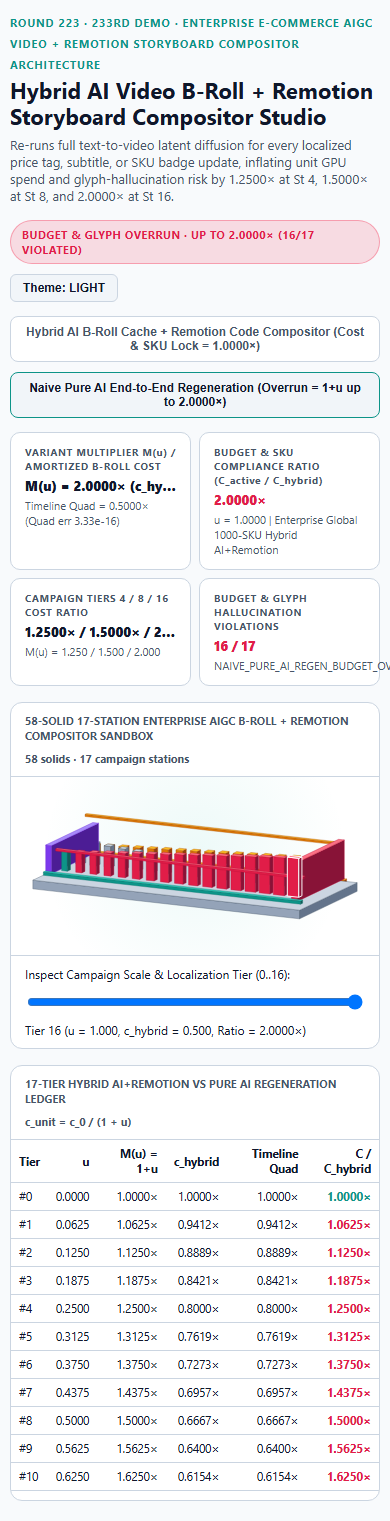 ROUND 223 · 233RD DEMO · ENTERPRISE E-COMMERCE AIGC
VIDEO + REMOTION STORYBOARD COMPOSITOR
ARCHITECTURE
Hybrid AI Video B-Roll + Remotion
Storyboard Compositor Studio
Re-runs full text-to-video latent diffusion for every localized
price tag, subtitle, or SKU badge update, inflating unit GPU
spend and glyph-hallucination risk by 1.2500× at St 4, 1.5000×
at St 8, and 2.0000× at St 16.
BUDGET & GLYPH OVERRUN · UP TO 2.0000× (16/17
VIOLATED)
Theme: LIGHT
Hybrid AI B-Roll Cache + Remotion Code Compositor (Cost
& SKU Lock = 1.0000×)
Naive Pure AI End-to-End Regeneration (Overrun = 1+u up
to 2.0000×)
VARIANT MULTIPLIER M(u) /
AMORTIZED B-ROLL COST
M(u) = 2.0000× (c_hy...
Timeline Quad = 0.5000×
(Quad err 3.33e-16)
BUDGET & SKU
COMPLIANCE RATIO
(C_active / C_hybrid)
2.0000×
u = 1.0000 | Enterprise Global
1000-SKU Hybrid
AI+Remotion
CAMPAIGN TIERS 4 / 8 / 16
COST RATIO
1.2500× / 1.5000× / 2...
M(u) = 1.250 / 1.500 / 2.000
BUDGET & GLYPH
HALLUCINATION
VIOLATIONS
16 / 17
NAIVE_PURE_AI_REGEN_BUDGET_OV
58-SOLID 17-STATION ENTERPRISE AIGC B-ROLL + REMOTION
COMPOSITOR SANDBOX
58 solids · 17 campaign stations
Inspect Campaign Scale & Localization Tier (0..16):
Tier 16 (u = 1.000, c_hybrid = 0.500, Ratio = 2.0000×)
17-TIER HYBRID AI+REMOTION VS PURE AI REGENERATION
LEDGER
c_unit = c_0 / (1 + u)
Tier u M(u) = 1+u c_hybrid Timeline Quad C / C_hybrid
#0 0.0000 1.0000× 1.0000× 1.0000× 1.0000×
#1 0.0625 1.0625× 0.9412× 0.9412× 1.0625×
#2 0.1250 1.1250× 0.8889× 0.8889× 1.1250×
#3 0.1875 1.1875× 0.8421× 0.8421× 1.1875×
#4 0.2500 1.2500× 0.8000× 0.8000× 1.2500×
#5 0.3125 1.3125× 0.7619× 0.7619× 1.3125×
#6 0.3750 1.3750× 0.7273× 0.7273× 1.3750×
#7 0.4375 1.4375× 0.6957× 0.6957× 1.4375×
#8 0.5000 1.5000× 0.6667× 0.6667× 1.5000×
#9 0.5625 1.5625× 0.6400× 0.6400× 1.5625×
#10 0.6250 1.6250× 0.6154× 0.6154× 1.6250×